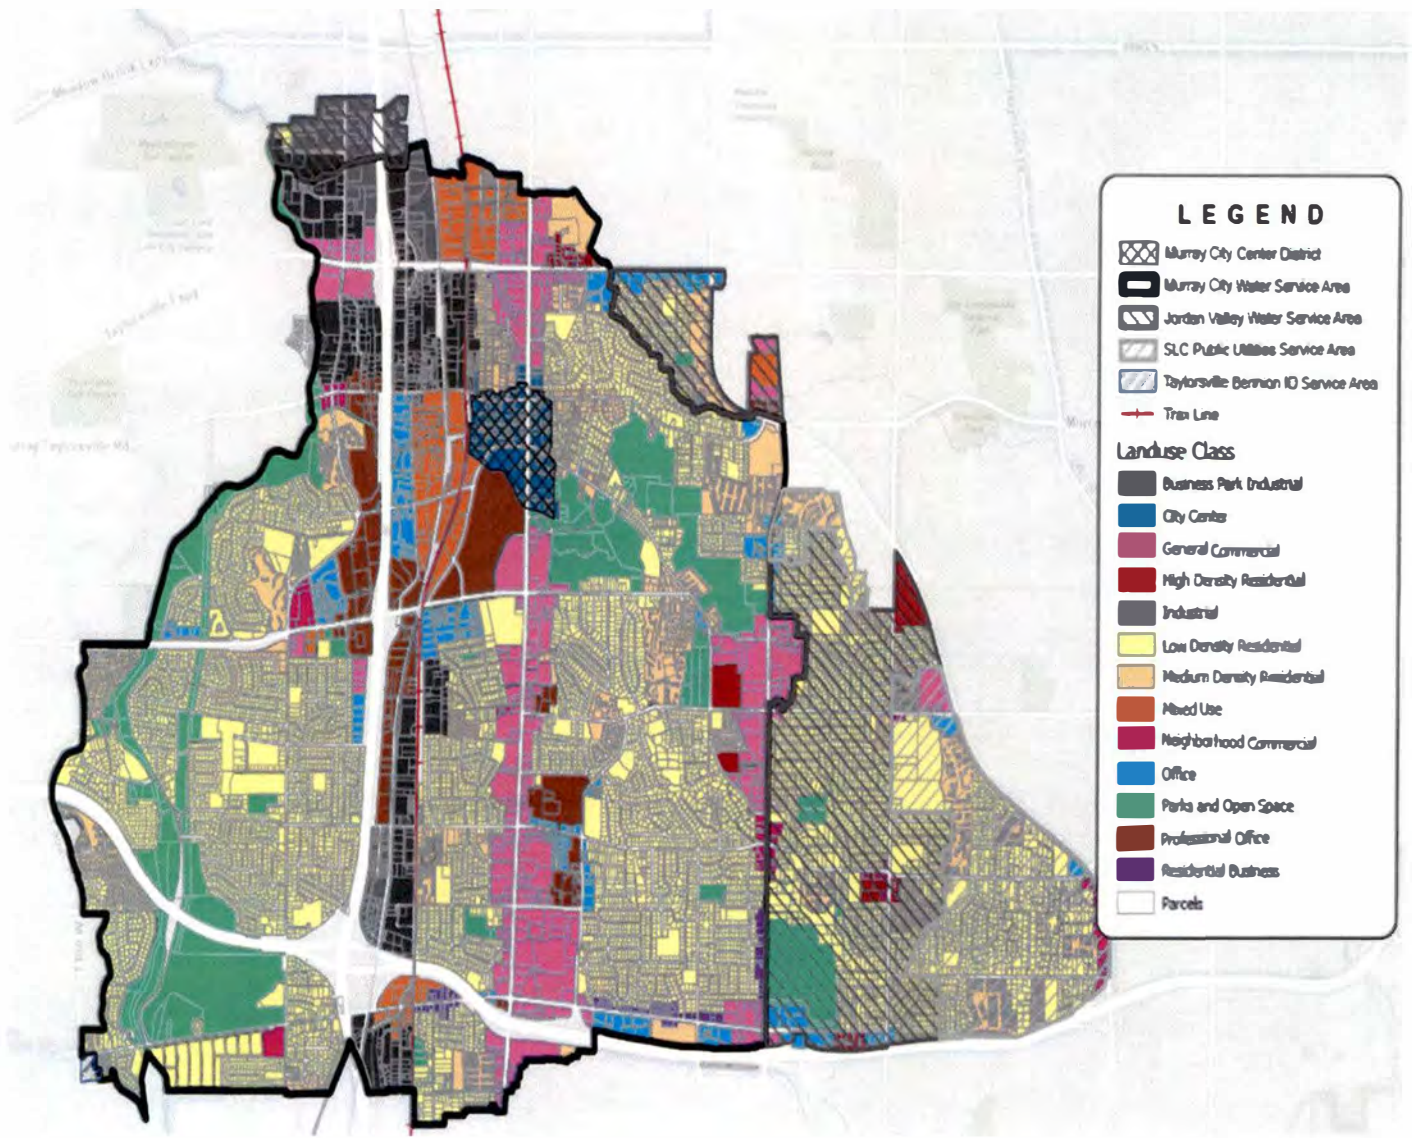 LEGEND
Murray City Center District
Murray City Water Service Area
Jordan Valley Water Service Area
SLC Public Utilities Service Area
Taylorsville Bennion ID Service Area
Trax Line
Landuse Class
Business Park Industrial
City Center
General Commercial
High Density Residential
Industrial
Low Density Residential
Medium Density Residential
Mixed Use
Neighborhood Commercial
Office
Parks and Open Space
Professional Office
Residential Business
Parcels